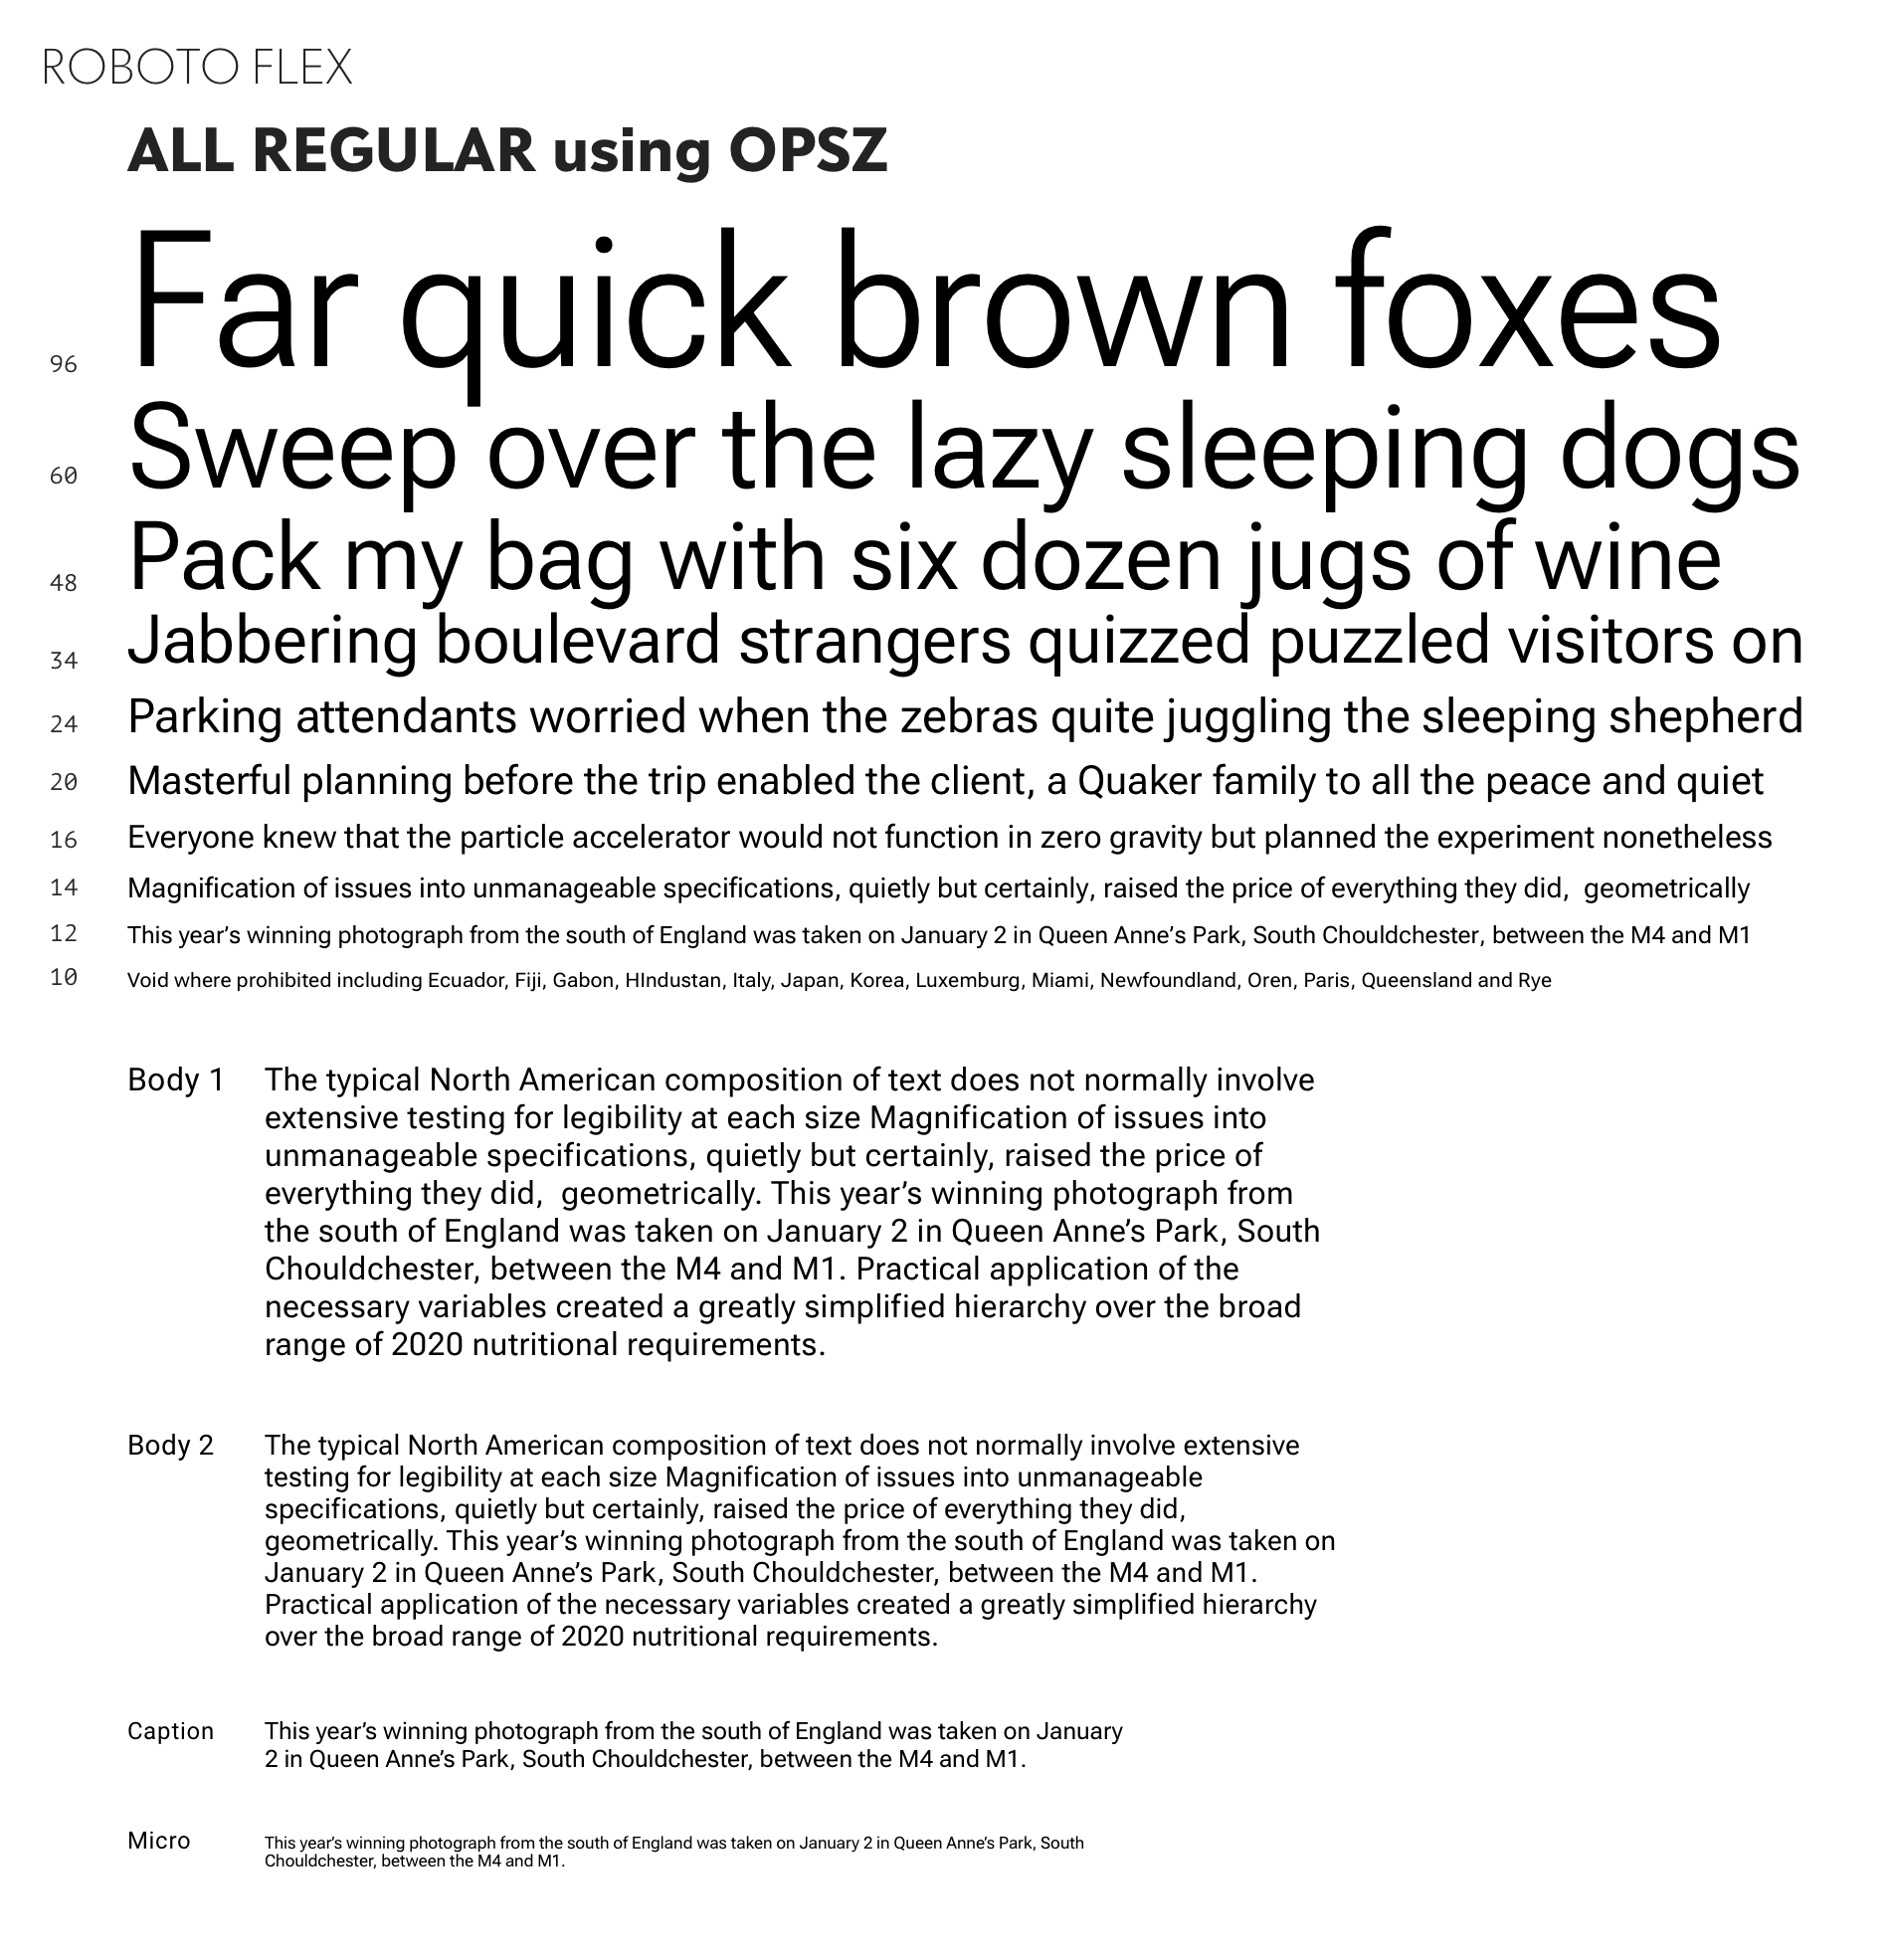 ROBOTO FLEX
ALL REGULAR using OPSZ
96 Far quick brown foxes
60 Sweep over the lazy sleeping dogs
48 Pack my bag with six dozen jugs of wine
34 Jabbering boulevard strangers quizzed puzzled visitors on
24 Parking attendants worried when the zebras quite juggling the sleeping shepherd
20 Masterful planning before the trip enabled the client, a Quaker family to all the peace and quiet
16 Everyone knew that the particle accelerator would not function in zero gravity but planned the experiment nonetheless
14 Magnification of issues into unmanageable specifications, quietly but certainly, raised the price of everything they did,  geometrically
12 This year’s winning photograph from the south of England was taken on January 2 in Queen Anne’s Park, South Chouldchester, between the M4 and M1
10 Void where prohibited including Ecuador, Fiji, Gabon, HIndustan, Italy, Japan, Korea, Luxemburg, Miami, Newfoundland, Oren, Paris, Queensland and Rye
Body 1 The typical North American composition of text does not normally involve
extensive testing for legibility at each size Magnification of issues into
unmanageable specifications, quietly but certainly, raised the price of
everything they did,  geometrically. This year’s winning photograph from
the south of England was taken on January 2 in Queen Anne’s Park, South
Chouldchester, between the M4 and M1. Practical application of the
necessary variables created a greatly simplified hierarchy over the broad
range of 2020 nutritional requirements.
Body 2 The typical North American composition of text does not normally involve extensive
testing for legibility at each size Magnification of issues into unmanageable
specifications, quietly but certainly, raised the price of everything they did,
geometrically. This year’s winning photograph from the south of England was taken on
January 2 in Queen Anne’s Park, South Chouldchester, between the M4 and M1.
Practical application of the necessary variables created a greatly simplified hierarchy
over the broad range of 2020 nutritional requirements.
Caption This year’s winning photograph from the south of England was taken on January
2 in Queen Anne’s Park, South Chouldchester, between the M4 and M1.
Micro This year’s winning photograph from the south of England was taken on January 2 in Queen Anne’s Park, South
Chouldchester, between the M4 and M1.